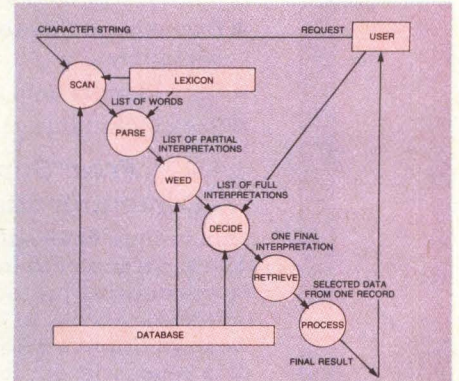 CHARACTER STRING
REQUEST
USER
SCAN
LEXICON
LIST OF WORDS
PARSE
LIST OF PARTIAL
INTERPRETATIONS
WEED
LIST OF FULL
INTERPRETATIONS
DECIDE
ONE FINAL
INTERPRETATION
RETRIEVE
SELECTED DATA
FROM ONE RECORD
PROCESS
DATABASE
FINAL RESULT